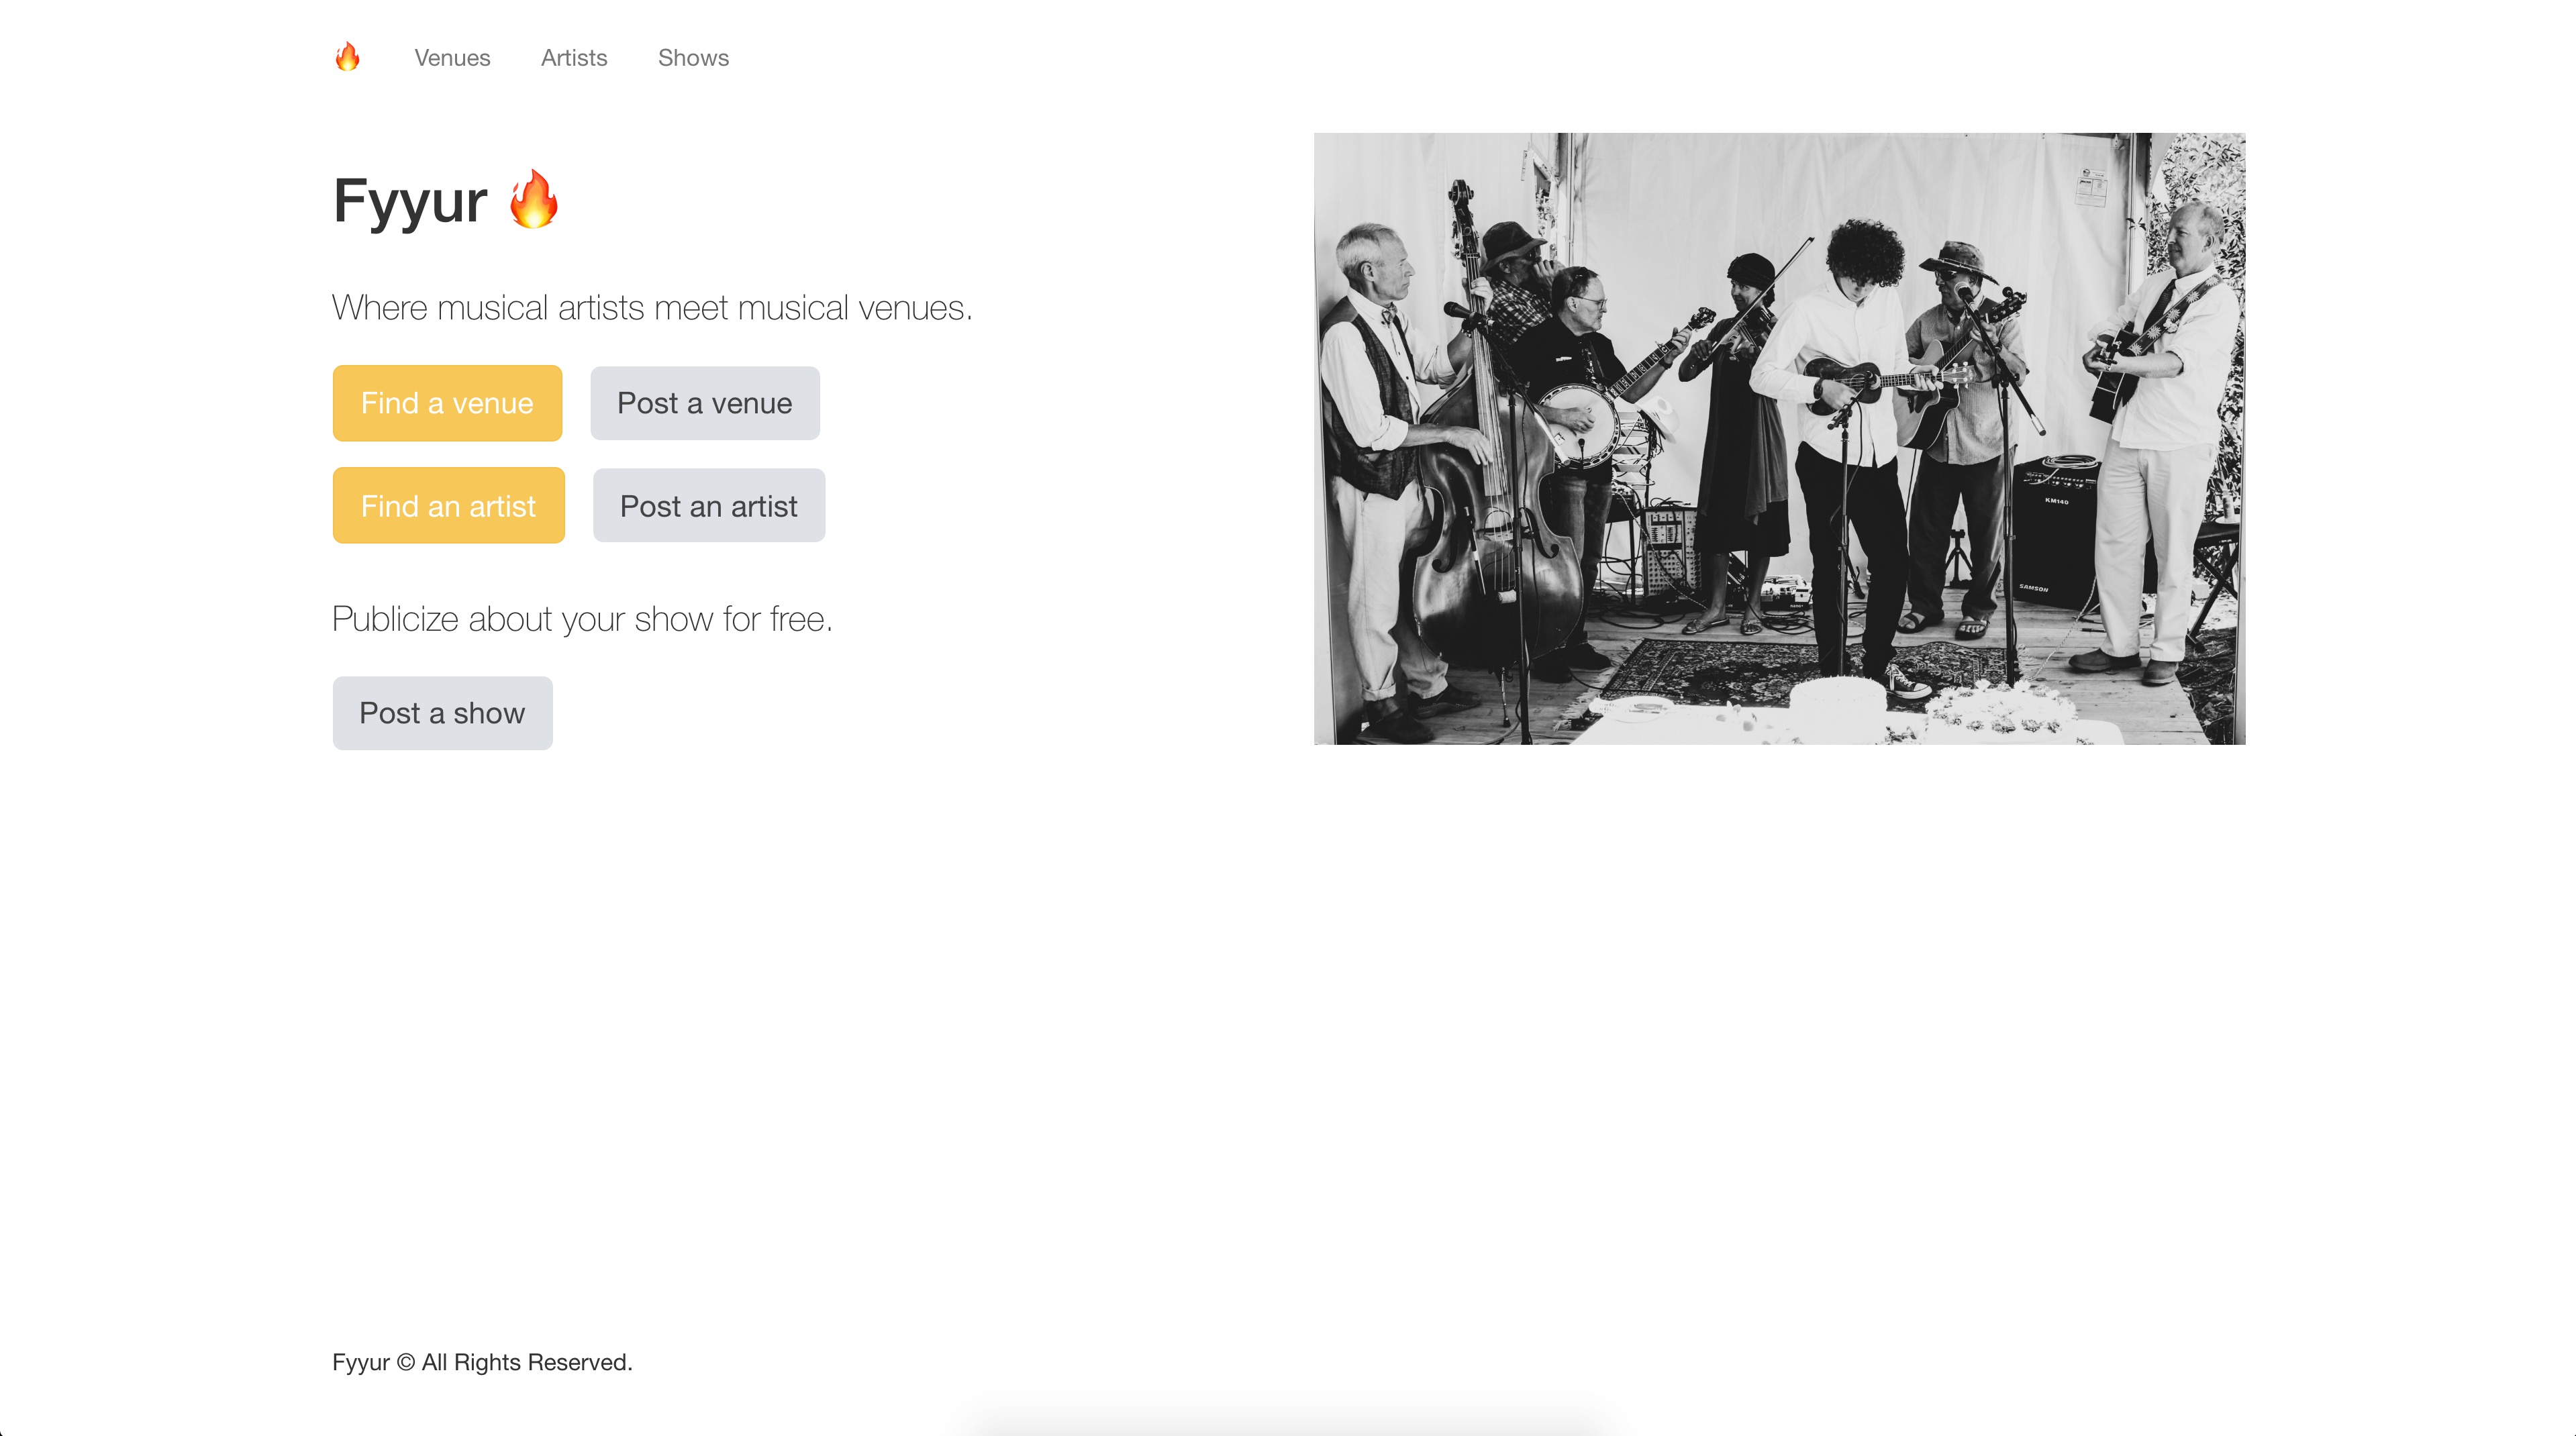 🔥 Venues Artists Shows
Fyyur 🔥
Where musical artists meet musical venues.
Find a venue Post a venue
Find an artist Post an artist
Publicize about your show for free.
Post a show
KM140
SAMSON
Fyyur © All Rights Reserved.